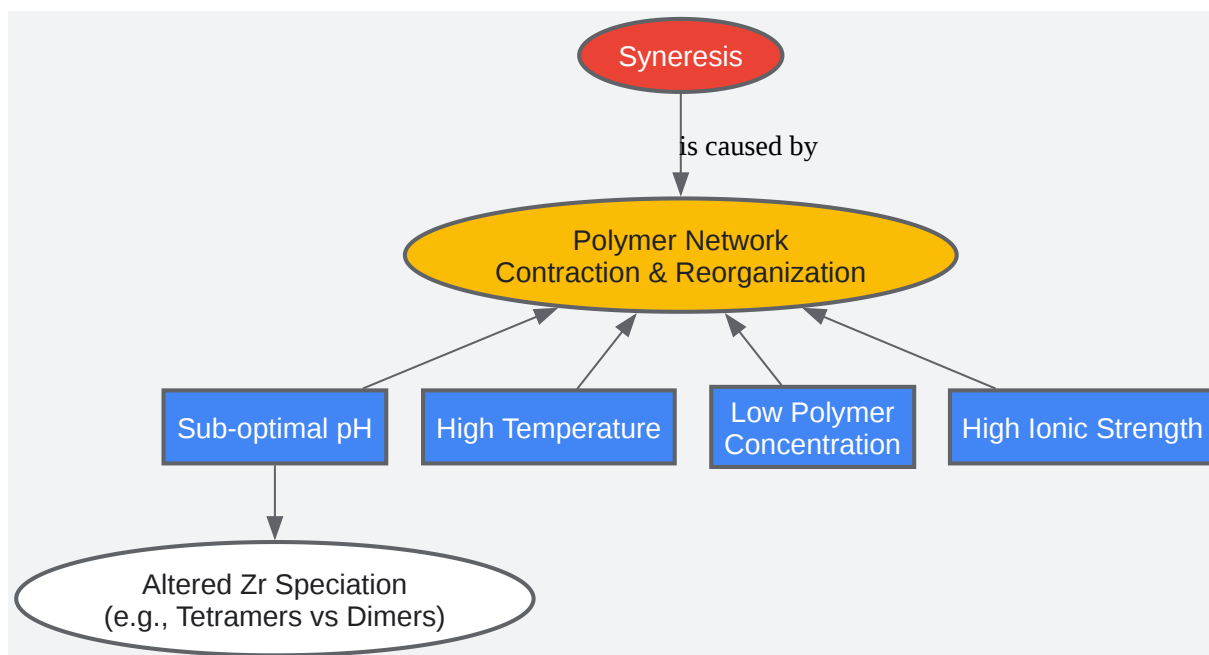 Syneresis
is caused by
Polymer Network
Contraction & Reorganization
Sub-optimal pH
High Temperature
Low Polymer
Concentration
High Ionic Strength
Altered Zr Speciation
(e.g., Tetramers vs Dimers)